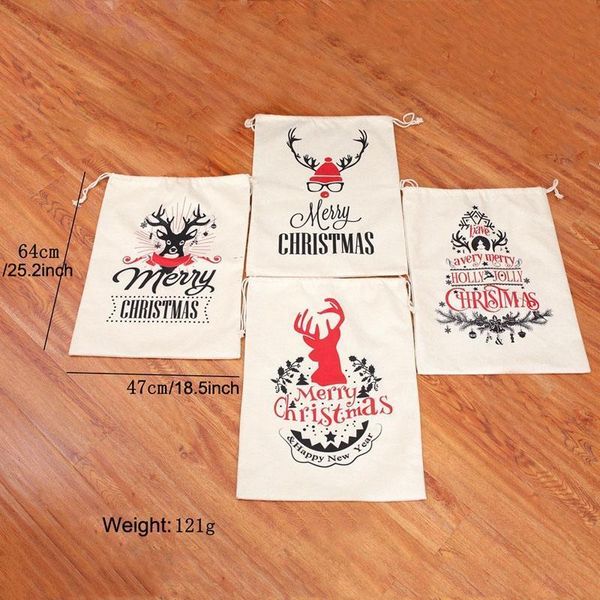 Merry
CHRISTMAS
64cm
/25.2inch
Merry
CHRISTMAS
have
a very merry
HOLLY JOLLY
CHRISTMAS
47cm/18.5inch
Merry
Christmas
& Happy New Year
Weight: 121g